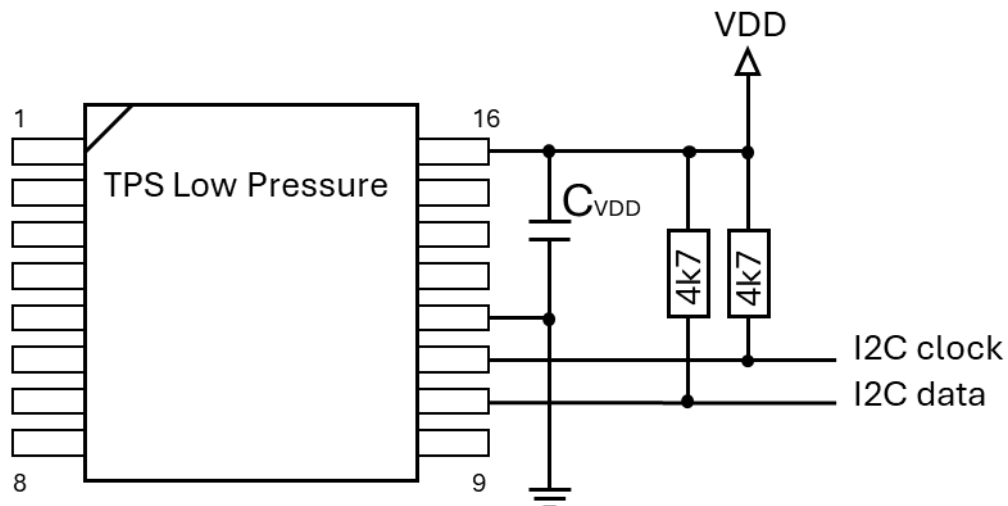 VDD
1
16
TPS Low Pressure
CVDD
4k7
4k7
I2C clock
I2C data
8
9